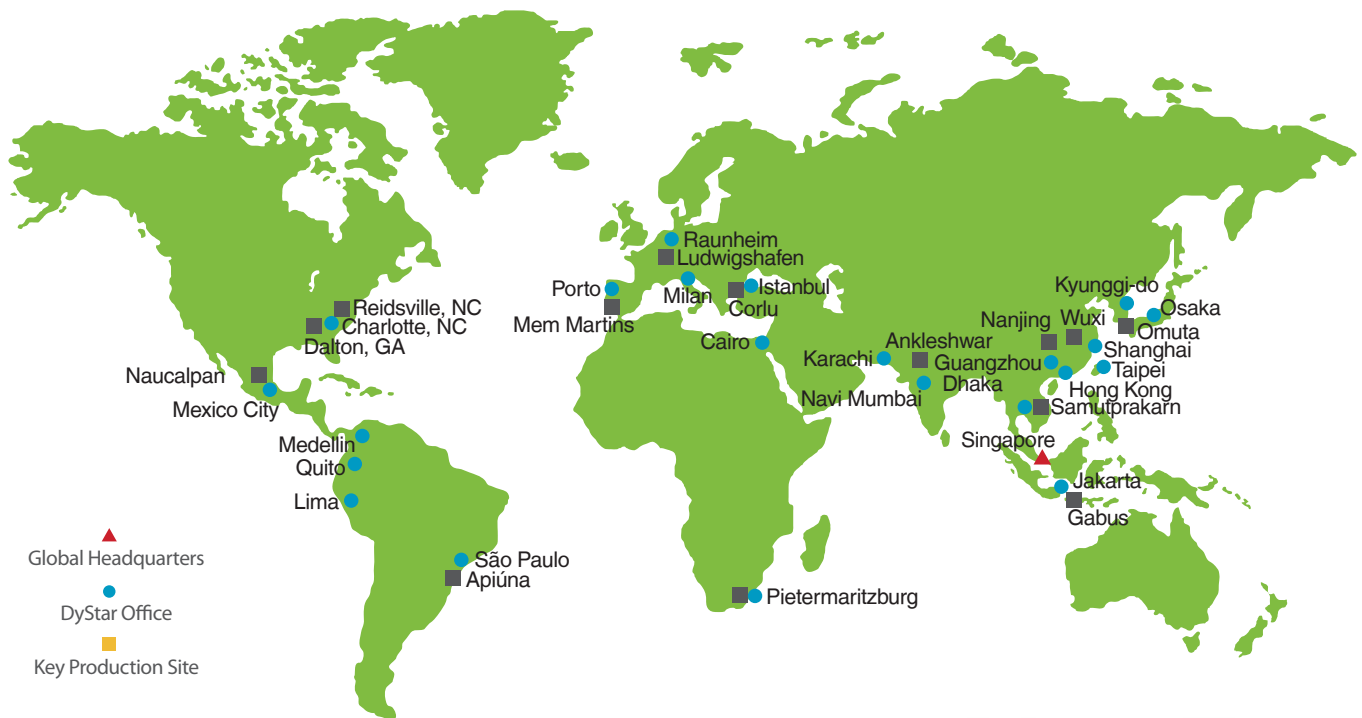 Raunheim
Ludwigshafen
Porto
Milan
Istanbul
Corlu
Mem Martins
Kyunggi-do
Osaka
Reidsville, NC
Charlotte, NC
Dalton, GA
Nanjing
Wuxi
Omuta
Cairo
Ankleshwar
Shanghai
Karachi
Guangzhou
Taipei
Naucalpan
Dhaka
Hong Kong
Navi Mumbai
Mexico City
Samutprakarn
Medellin
Singapore
Quito
Jakarta
Lima
Gabus
Global Headquarters
São Paulo
Apiúna
DyStar Office
Pietermaritzburg
Key Production Site